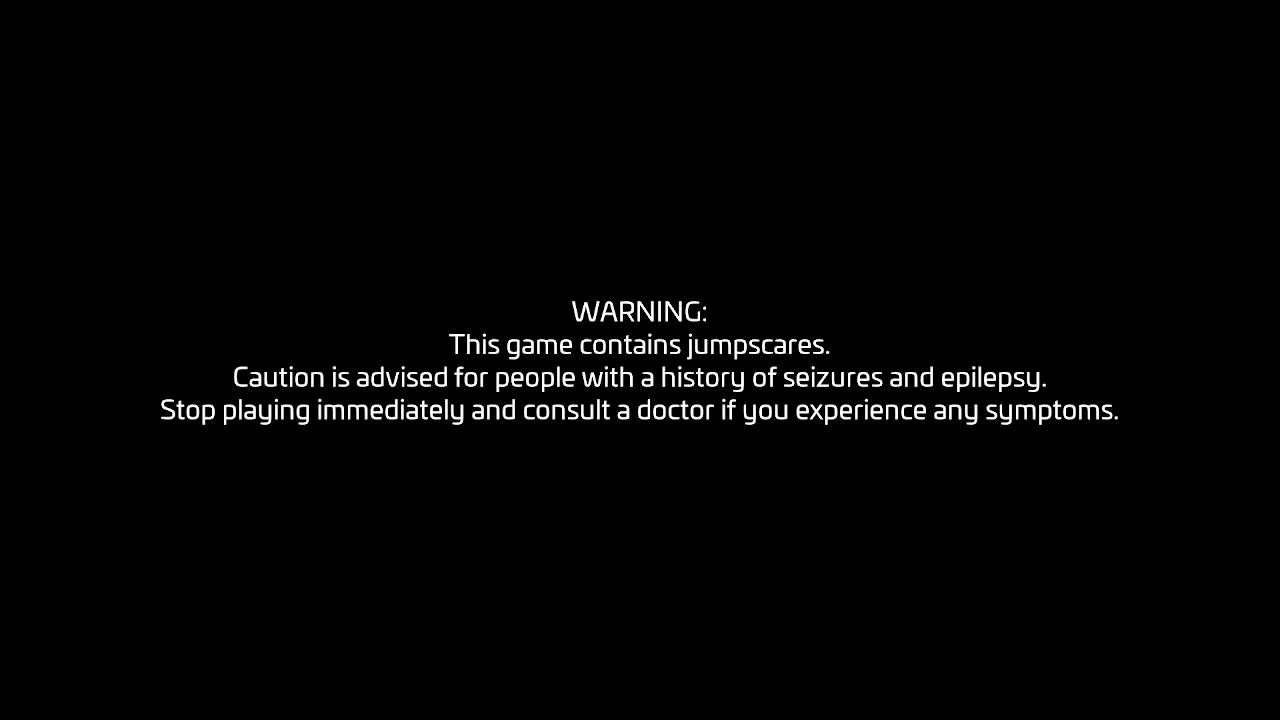 WARNING:
This game contains jumpscares.
Caution is advised for people with a history of seizures and epilepsy.
Stop playing immediately and consult a doctor if you experience any symptoms.